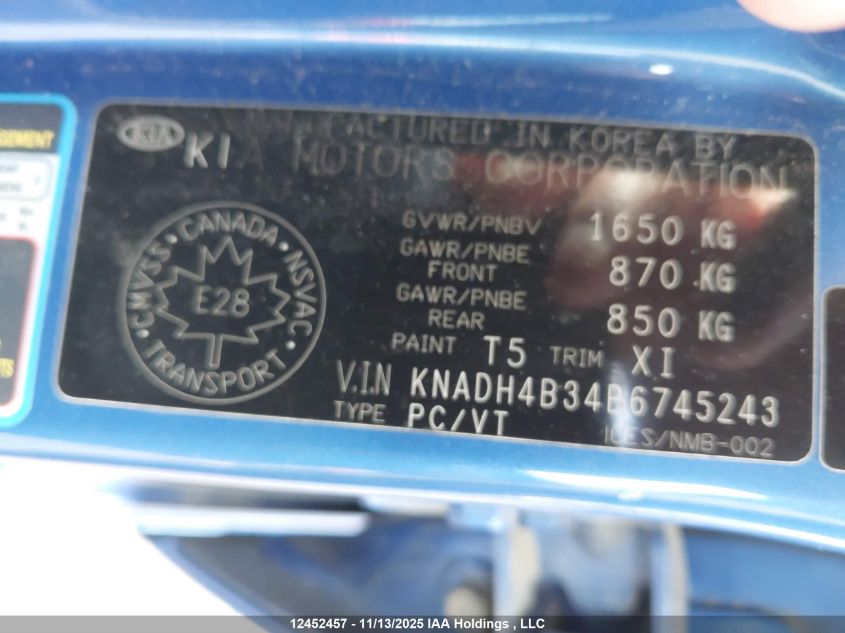 KIA
MANUFACTURED IN KOREA BY
KIA MOTORS CORPORATION
CMVSS · CANADA · NSVAC · TRANSPORT
E28
GVWR/PNBV 1650 KG
GAWR/PNBE
FRONT 870 KG
GAWR/PNBE
REAR 850 KG
PAINT T5 TRIM XI
V.I.N KNADH4B34B6745243
TYPE PC/VT
ICES/NMB-002
12452457 - 11/13/2025 IAA Holdings , LLC